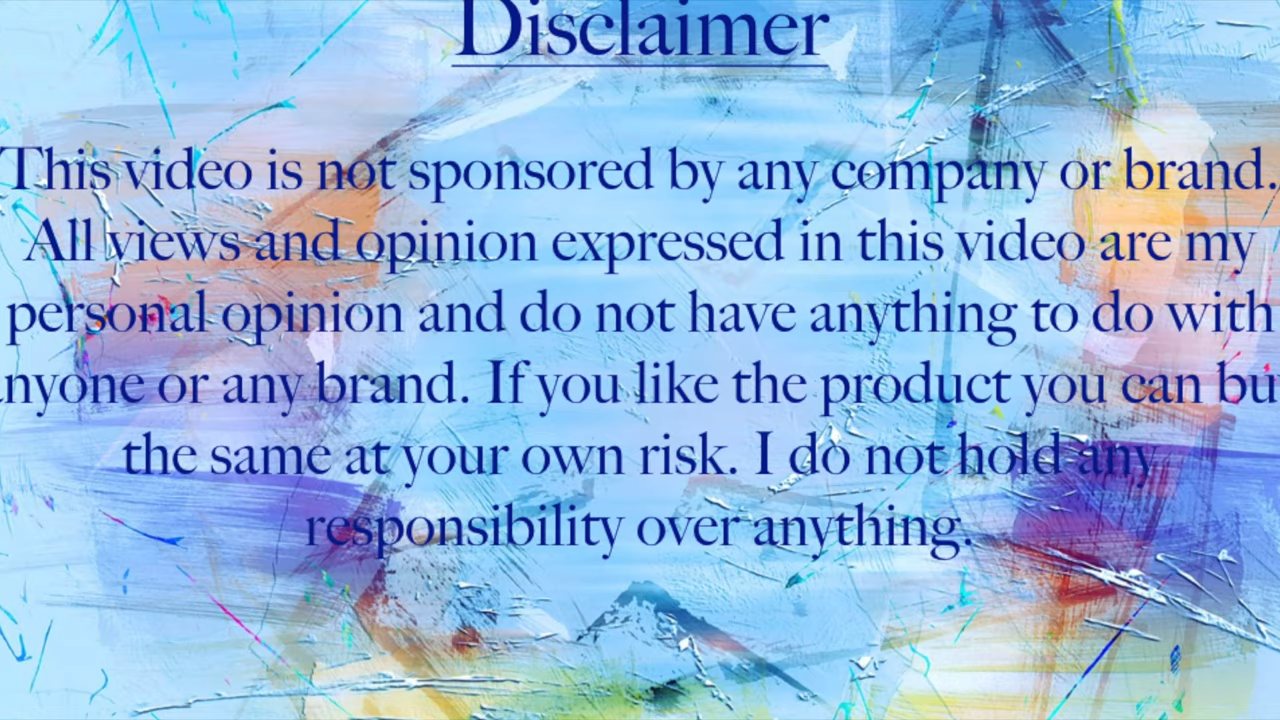 Disclaimer
This video is not sponsored by any company or brand.
All views and opinion expressed in this video are my
personal opinion and do not have anything to do with
nyone or any brand. If you like the product you can bu
the same at your own risk. I do not hold any
responsibility over anything.